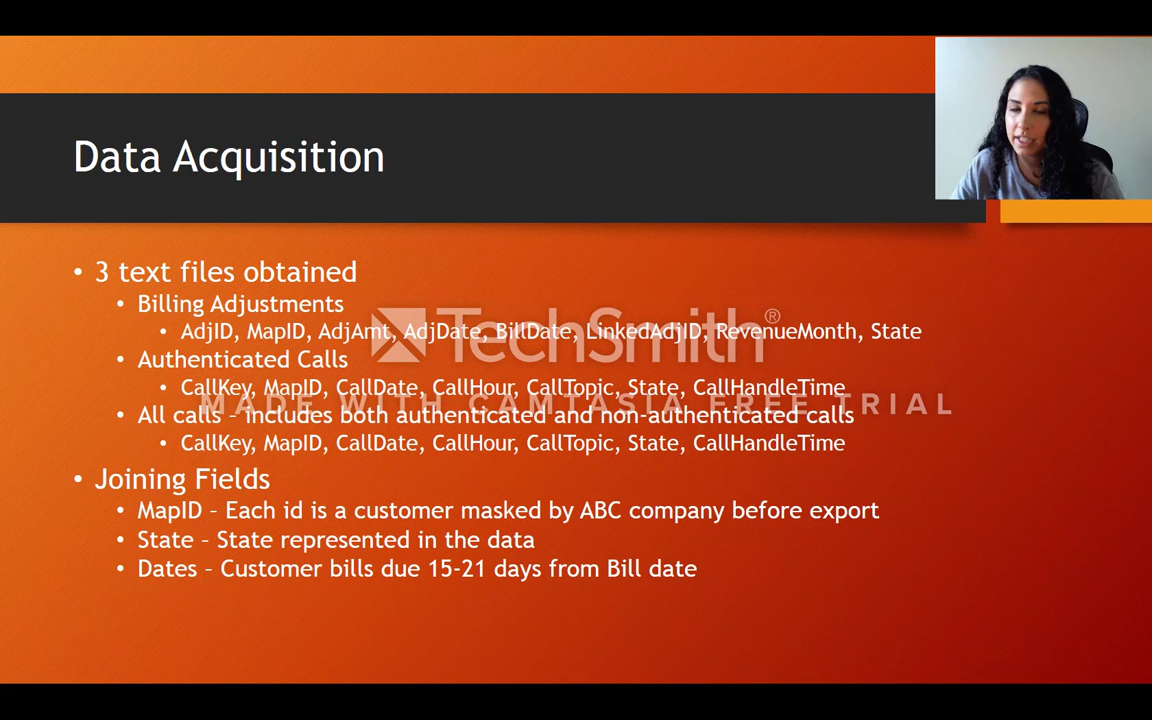 Data Acquisition
• 3 text files obtained
• Billing Adjustments
• AdjID, MapID, AdjAmt, AdjDate, BillDate, LinkedAdjID, RevenueMonth, State
TechSmith®
• Authenticated Calls
• CallKey, MapID, CallDate, CallHour, CallTopic, State, CallHandleTime
MADE WITH CAMTASIA FREE TRIAL
• All calls – includes both authenticated and non-authenticated calls
• CallKey, MapID, CallDate, CallHour, CallTopic, State, CallHandleTime
• Joining Fields
• MapID – Each id is a customer masked by ABC company before export
• State – State represented in the data
• Dates – Customer bills due 15-21 days from Bill date